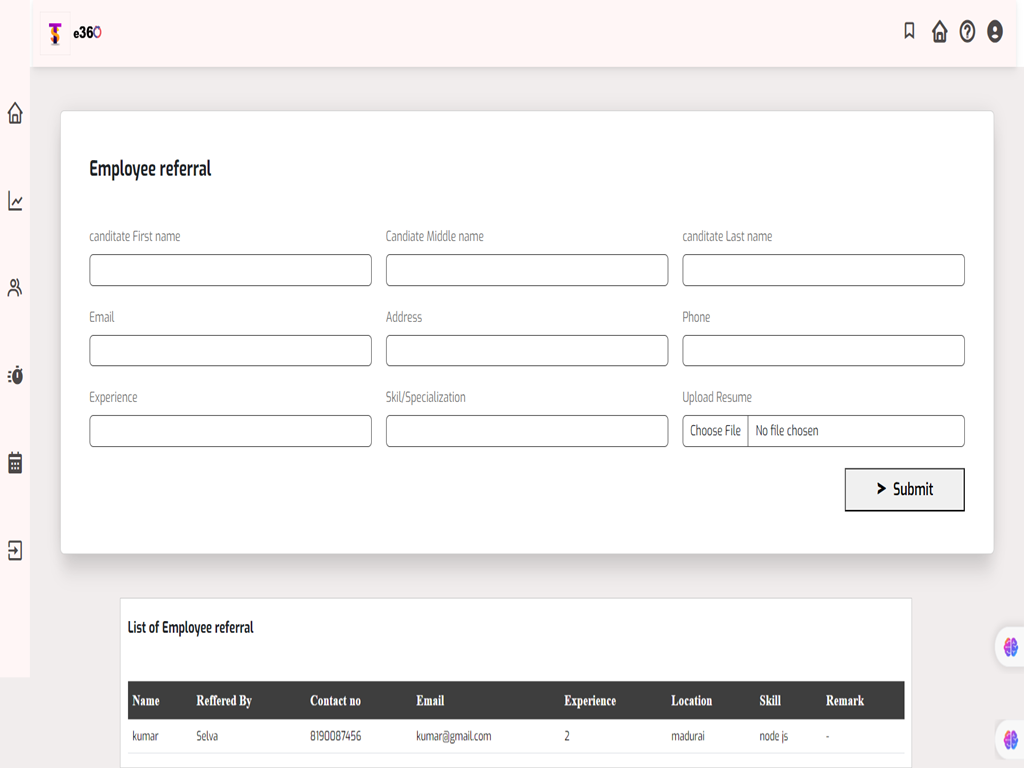 TS e360
Employee referral
canditate First name Candiate Middle name canditate Last name
Email Address Phone
Experience Skil/Specialization Upload Resume
Choose File No file chosen
> Submit
List of Employee referral
Name Reffered By Contact no Email Experience Location Skill Remark
kumar Selva 8190087456 kumar@gmail.com 2 madurai node js -